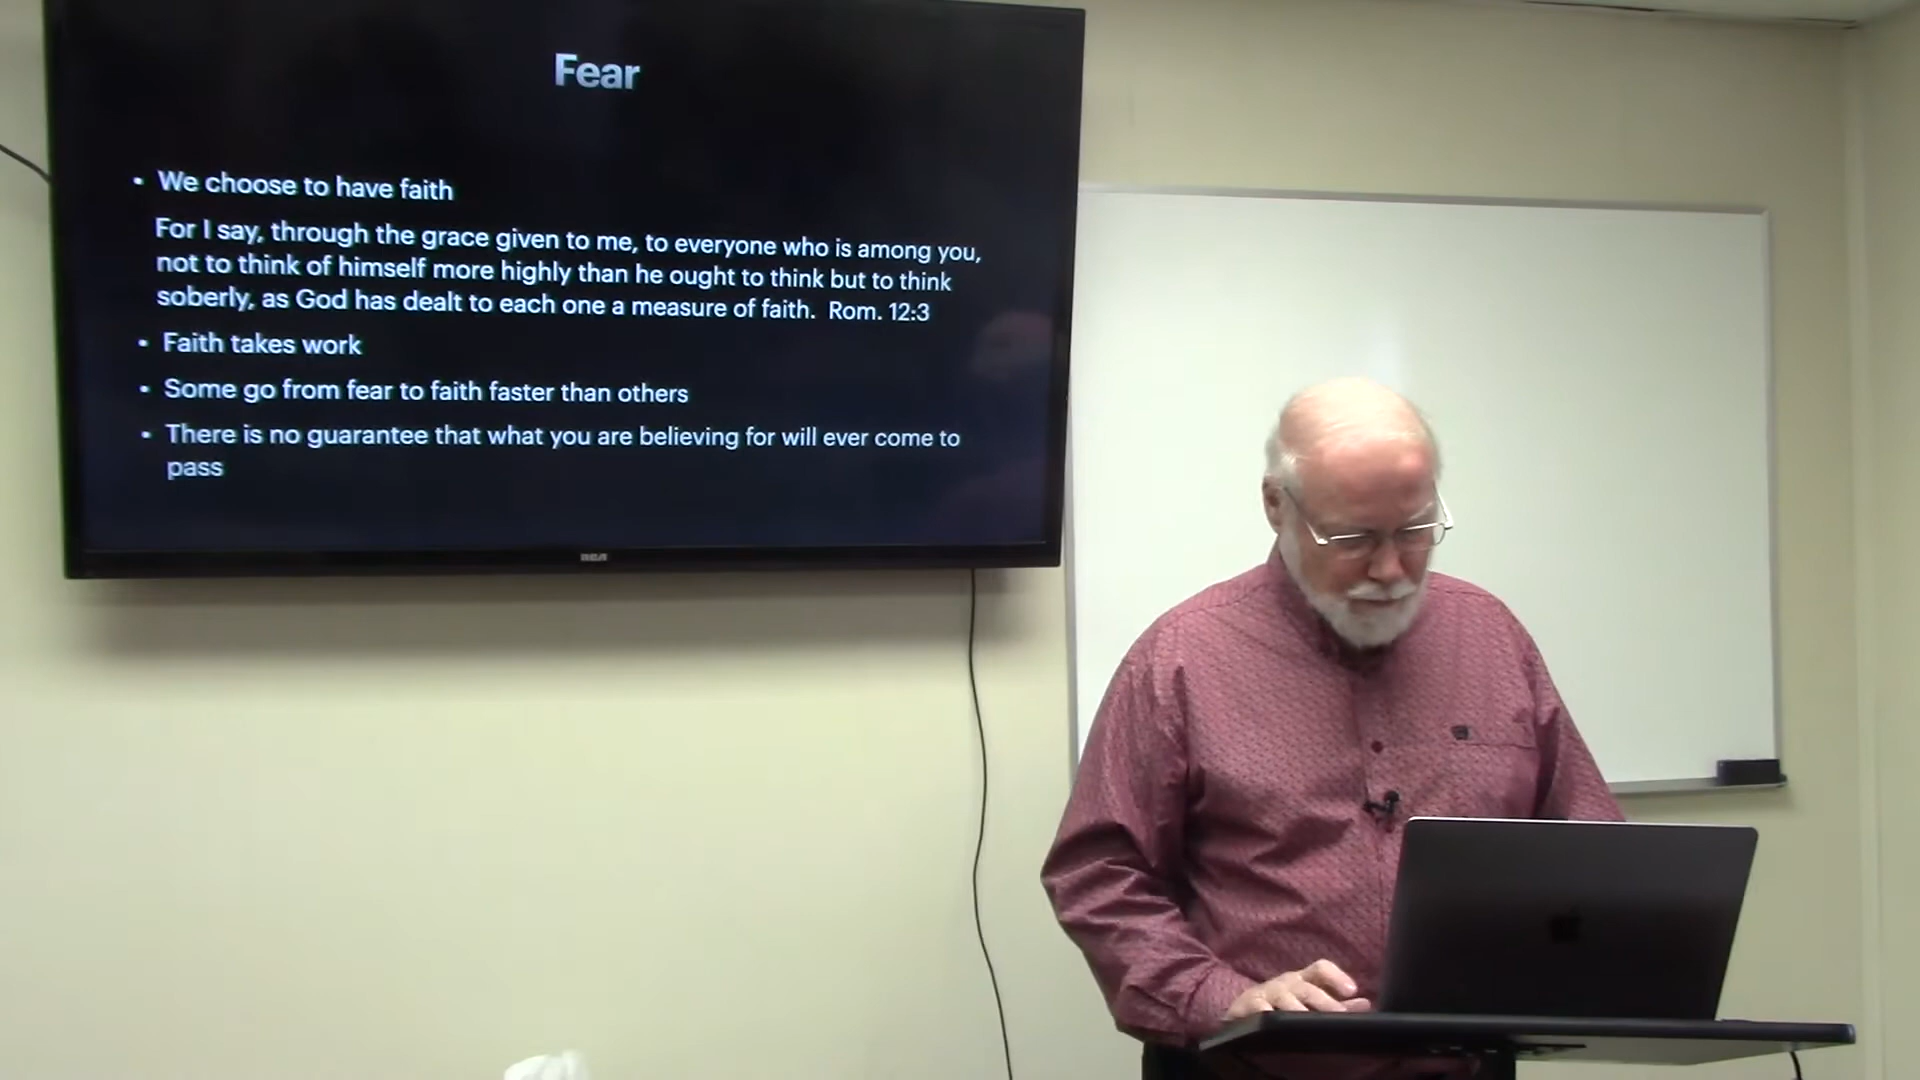 Fear
• We choose to have faith
For I say, through the grace given to me, to everyone who is among you,
not to think of himself more highly than he ought to think but to think
soberly, as God has dealt to each one a measure of faith. Rom. 12:3
• Faith takes work
• Some go from fear to faith faster than others
• There is no guarantee that what you are believing for will ever come to
pass
RCA